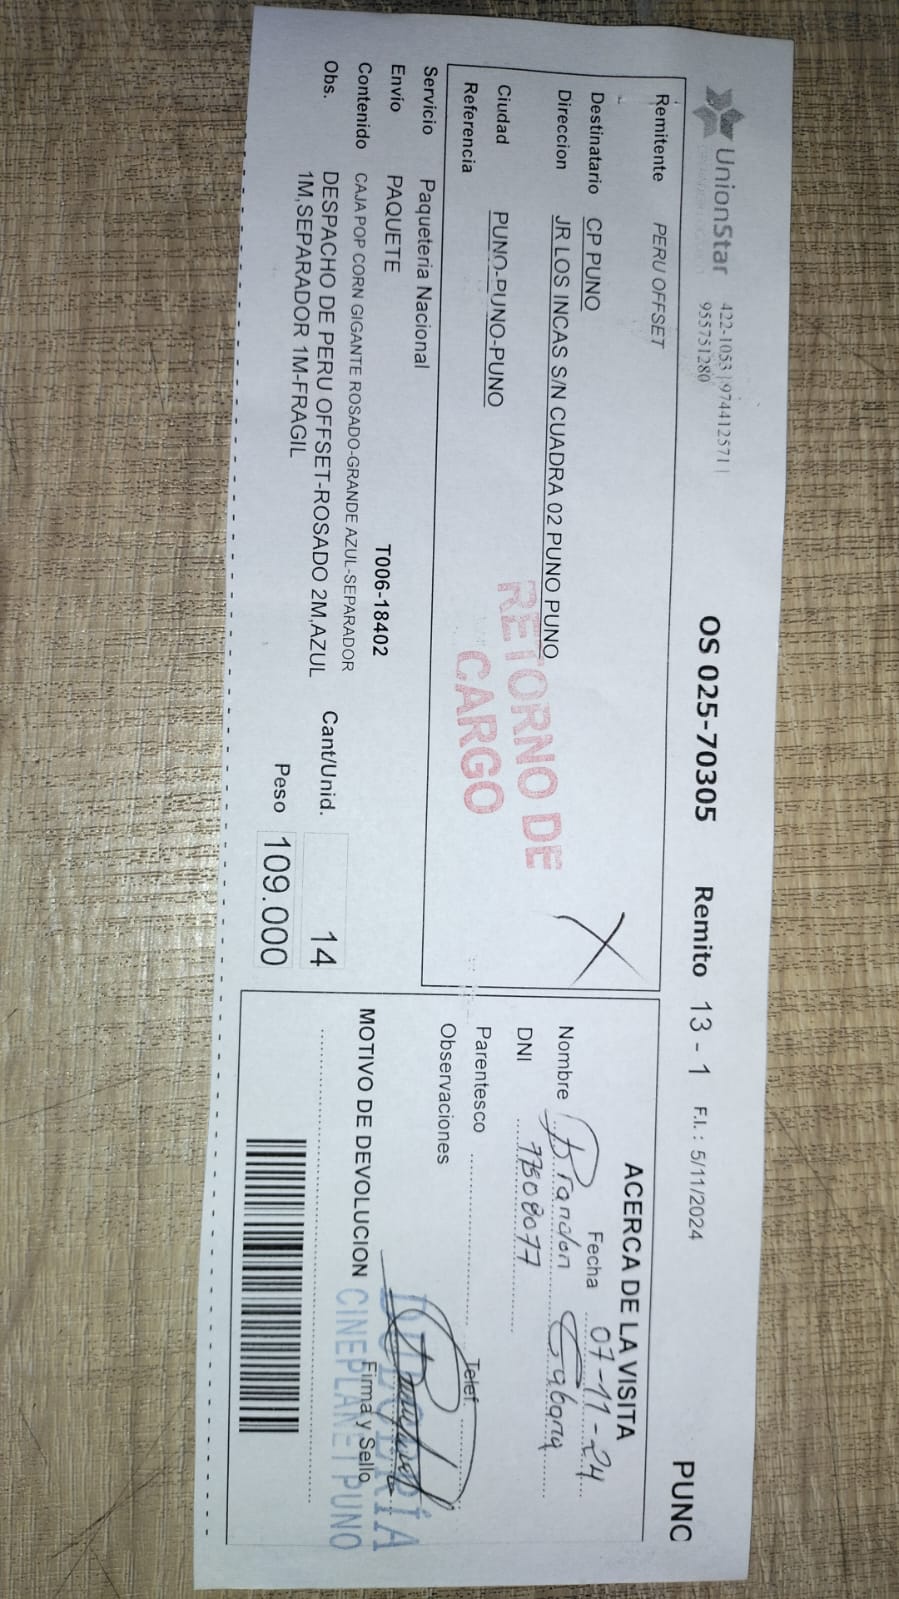 UnionStar 422-1053 | 974412571 |
955751280
OS 025-70305 Remito 13 - 1 F.I. : 5/11/2024 PUNC
Remitente PERU OFFSET
Destinatario CP PUNO
Direccion JR LOS INCAS S/N CUADRA 02 PUNO PUNO
Ciudad PUNO-PUNO-PUNO
Referencia
RETORNO DE
CARGO
Servicio Paqueteria Nacional
Envio PAQUETE T006-18402
Contenido CAJA POP CORN GIGANTE ROSADO-GRANDE AZUL-SEPARADOR
Obs. DESPACHO DE PERU OFFSET-ROSADO 2M,AZUL
1M,SEPARADOR 1M-FRAGIL
Cant/Unid. 14
Peso 109.000
ACERCA DE LA VISITA
Fecha 07-11-24
Nombre Brandon Cabana
DNI 77508077
Parentesco Telef
Observaciones
MOTIVO DE DEVOLUCION Firma y Sello
DULCERIA
CINEPLANET PUNO